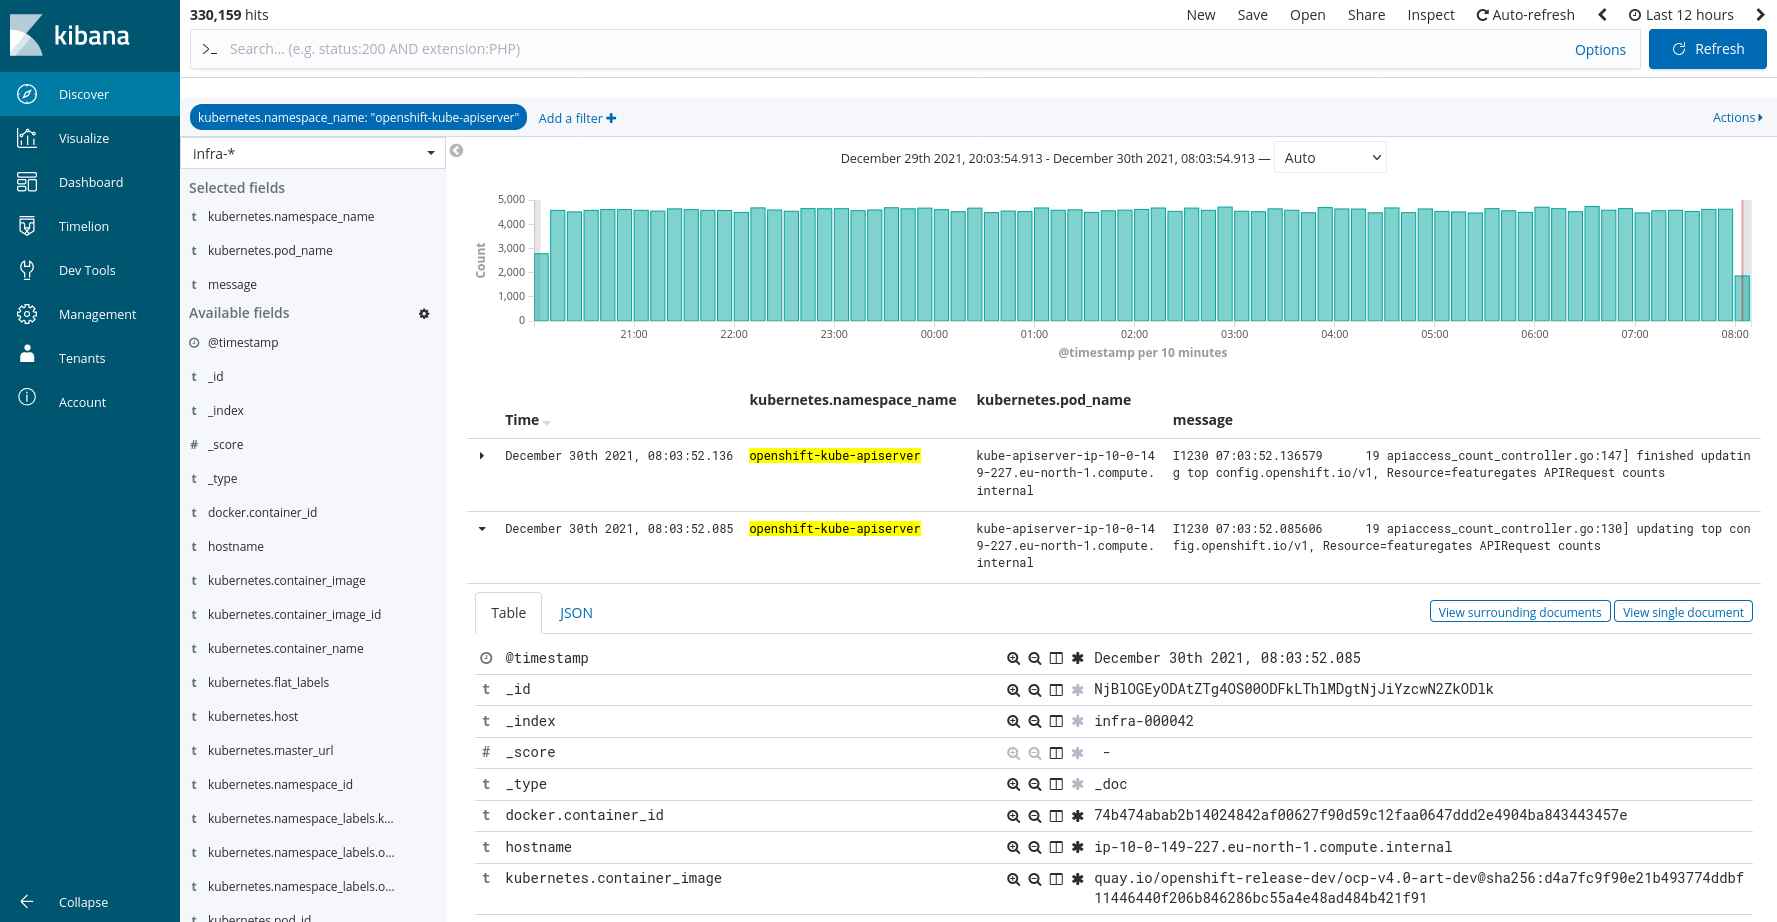 kibana
Discover
Visualize
Dashboard
Timelion
Dev Tools
Management
Tenants
Account
Collapse
330,159 hits
New Save Open Share Inspect Auto-refresh Last 12 hours
>_ Search... (e.g. status:200 AND extension:PHP) Options Refresh
kubernetes.namespace_name: "openshift-kube-apiserver" Add a filter + Actions
infra-*
Selected fields
t kubernetes.namespace_name
t kubernetes.pod_name
t message
Available fields
@timestamp
t _id
t _index
# _score
t _type
t docker.container_id
t hostname
t kubernetes.container_image
t kubernetes.container_image_id
t kubernetes.container_name
t kubernetes.flat_labels
t kubernetes.host
t kubernetes.master_url
t kubernetes.namespace_id
t kubernetes.namespace_labels.k...
t kubernetes.namespace_labels.o...
t kubernetes.namespace_labels.o...
t kubernetes.pod_id
December 29th 2021, 20:03:54.913 - December 30th 2021, 08:03:54.913 — Auto
Count
5,000
4,000
3,000
2,000
1,000
0
21:00 22:00 23:00 00:00 01:00 02:00 03:00 04:00 05:00 06:00 07:00 08:00
@timestamp per 10 minutes
Time kubernetes.namespace_name kubernetes.pod_name message
December 30th 2021, 08:03:52.136 openshift-kube-apiserver kube-apiserver-ip-10-0-14 I1230 07:03:52.136579 19 apiaccess_count_controller.go:147] finished updatin
9-227.eu-north-1.compute. g top config.openshift.io/v1, Resource=featuregates APIRequest counts
internal
December 30th 2021, 08:03:52.085 openshift-kube-apiserver kube-apiserver-ip-10-0-14 I1230 07:03:52.085606 19 apiaccess_count_controller.go:130] updating top con
9-227.eu-north-1.compute. fig.openshift.io/v1, Resource=featuregates APIRequest counts
internal
Table JSON View surrounding documents View single document
@timestamp December 30th 2021, 08:03:52.085
t _id NjBlOGEyODAtZTg4OS00ODFkLThlMDgtNjJiYzcwN2ZkODlk
t _index infra-000042
# _score -
t _type _doc
t docker.container_id 74b474abab2b14024842af00627f90d59c12faa0647ddd2e4904ba843443457e
t hostname ip-10-0-149-227.eu-north-1.compute.internal
t kubernetes.container_image quay.io/openshift-release-dev/ocp-v4.0-art-dev@sha256:d4a7fc9f90e21b493774ddbf
11446440f206b846286bc55a4e48ad484b421f91